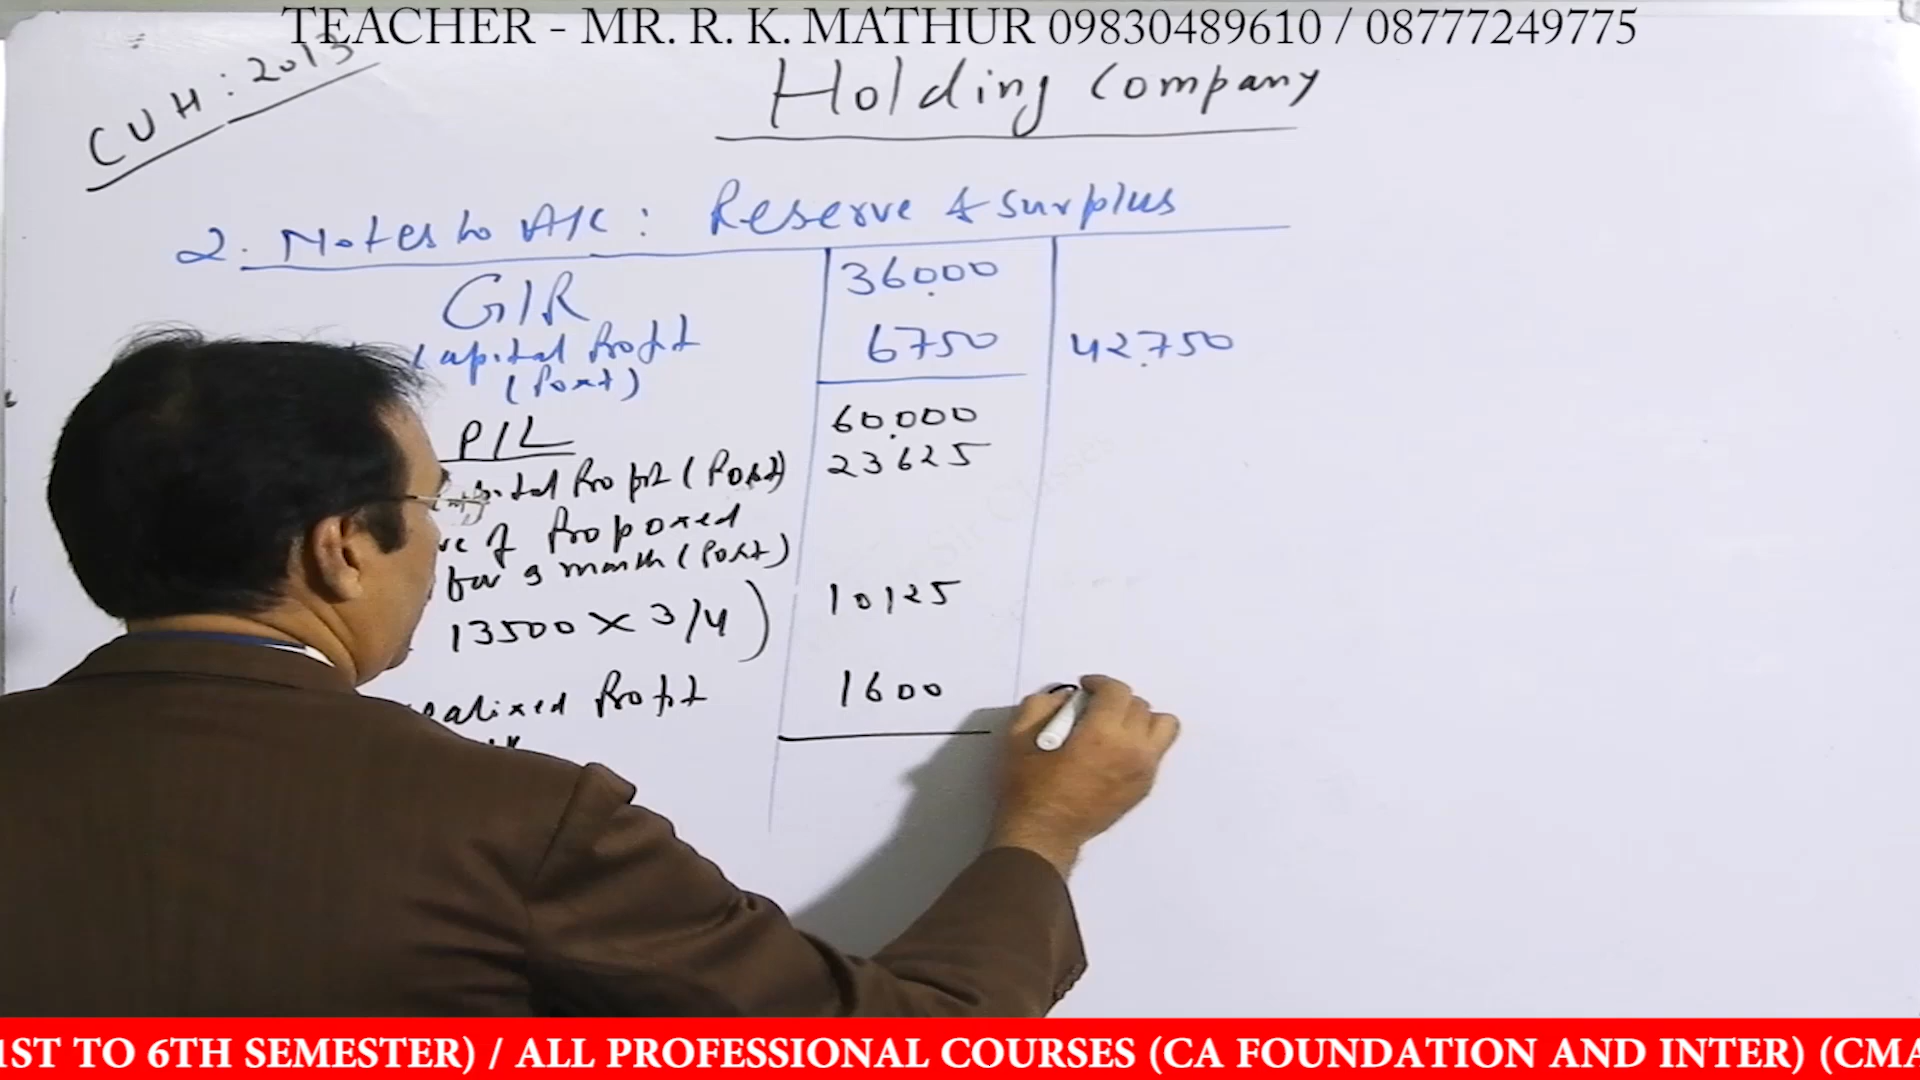 TEACHER - MR. R. K. MATHUR 09830489610 / 08777249775
CUH : 2013
Holding Company
2. Notes to A/C : Reserve & Surplus
G/R 36000
Capital Profit 6750 42750
(Post)
P/L 60.000
Profit (Post) 23625
of Proposed
for 9 month (Post)
13500 × 3/4) 10125
Profit 1600
1ST TO 6TH SEMESTER) / ALL PROFESSIONAL COURSES (CA FOUNDATION AND INTER) (CMA